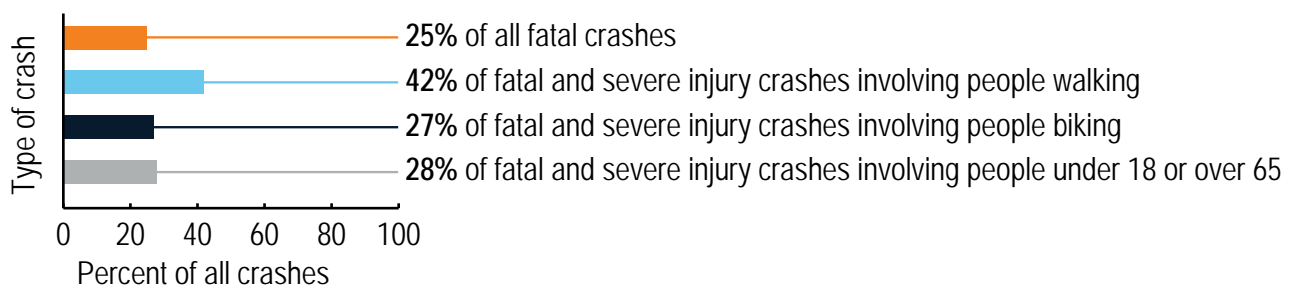 Type of crash
25% of all fatal crashes
42% of fatal and severe injury crashes involving people walking
27% of fatal and severe injury crashes involving people biking
28% of fatal and severe injury crashes involving people under 18 or over 65
0 20 40 60 80 100
Percent of all crashes